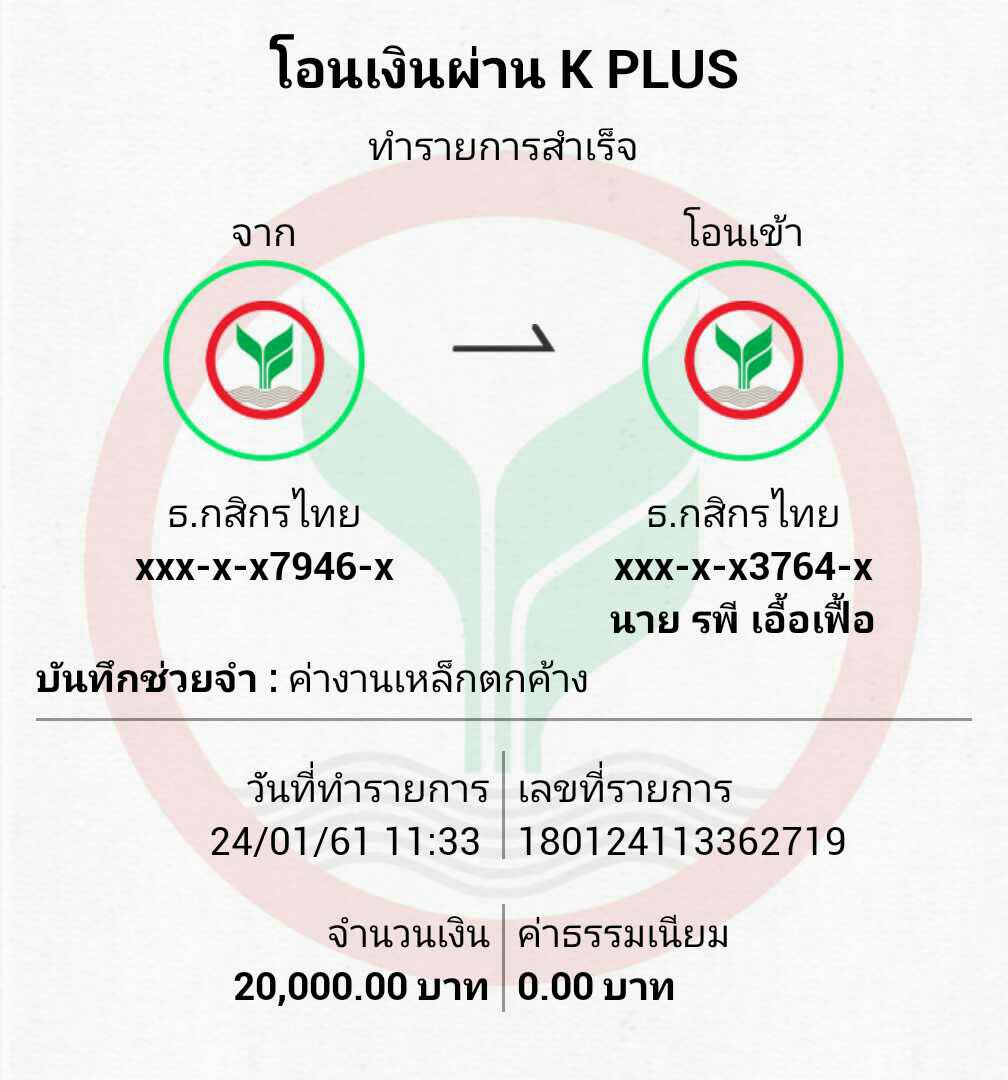 โอนเงินผ่าน K PLUS
ทำรายการสำเร็จ
จาก
โอนเข้า
ธ.กสิกรไทย
xxx-x-x7946-x
ธ.กสิกรไทย
xxx-x-x3764-x
นาย รพี เอื้อเฟื้อ
บันทึกช่วยจำ : ค่างานเหล็กตกค้าง
วันที่ทำรายการ
24/01/61 11:33
เลขที่รายการ
180124113362719
จำนวนเงิน
20,000.00 บาท
ค่าธรรมเนียม
0.00 บาท